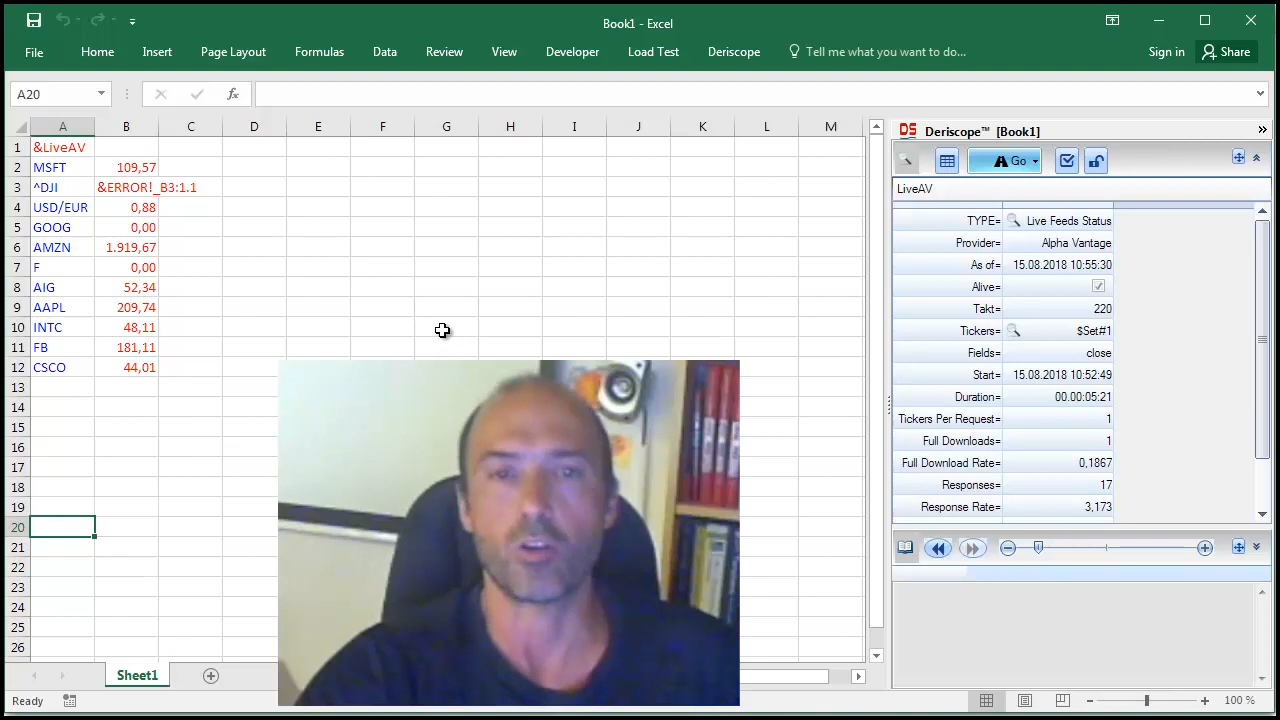 Book1 - Excel
File Home Insert Page Layout Formulas Data Review View Developer Load Test Deriscope Tell me what you want to do... Sign in Share
A20 fx
A B C D E F G H I J K L M
1 &LiveAV
2 MSFT 109,57
3 ^DJI &ERROR!_B3:1.1
4 USD/EUR 0,88
5 GOOG 0,00
6 AMZN 1.919,67
7 F 0,00
8 AIG 52,34
9 AAPL 209,74
10 INTC 48,11
11 FB 181,11
12 CSCO 44,01
13
14
15
16
17
18
19
20
21
22
23
24
25
26
DS Deriscope™ [Book1]
Go
LiveAV
TYPE= Live Feeds Status
Provider= Alpha Vantage
As of= 15.08.2018 10:55:30
Alive=
Takt= 220
Tickers= $Set#1
Fields= close
Start= 15.08.2018 10:52:49
Duration= 00.00:05:21
Tickers Per Request= 1
Full Downloads= 1
Full Download Rate= 0,1867
Responses= 17
Response Rate= 3,173
Sheet1
Ready 100 %